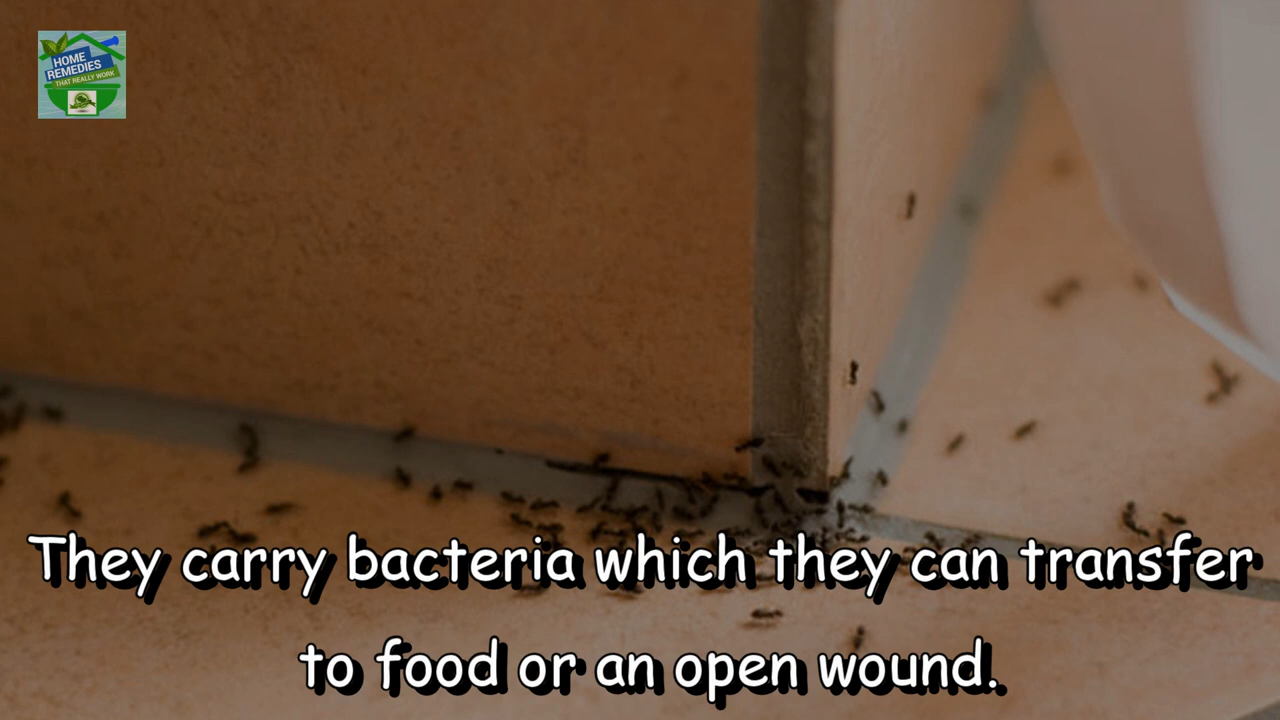 HOME
REMEDIES
THAT REALLY WORK
They carry bacteria which they can transfer
to food or an open wound.